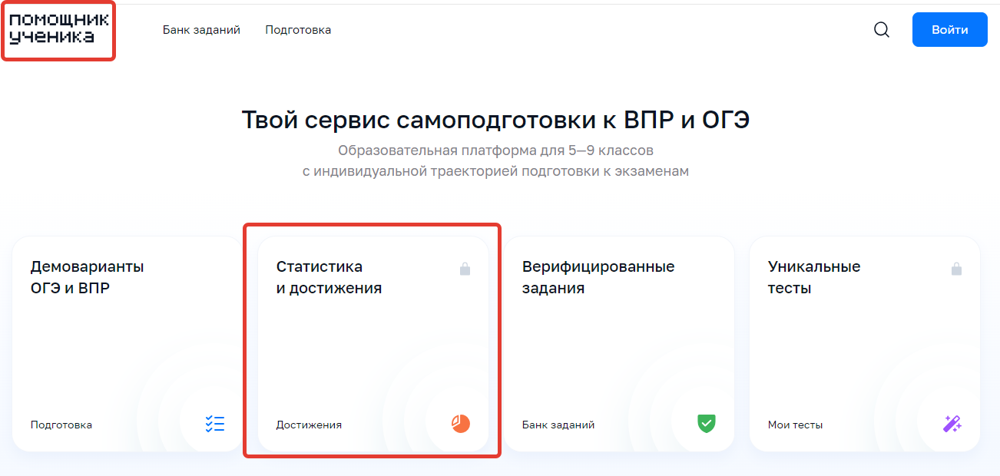 помощник
ученика
Банк заданий
Подготовка
Войти
Твой сервис самоподготовки к ВПР и ОГЭ
Образовательная платформа для 5—9 классов
с индивидуальной траекторией подготовки к экзаменам
Демоварианты
ОГЭ и ВПР
Подготовка
Статистика
и достижения
Достижения
Верифицированные
задания
Банк заданий
Уникальные
тесты
Мои тесты